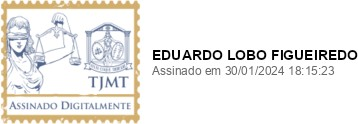 TJMT
ASSINADO DIGITALMENTE
EDUARDO LOBO FIGUEIREDO
Assinado em 30/01/2024 18:15:23